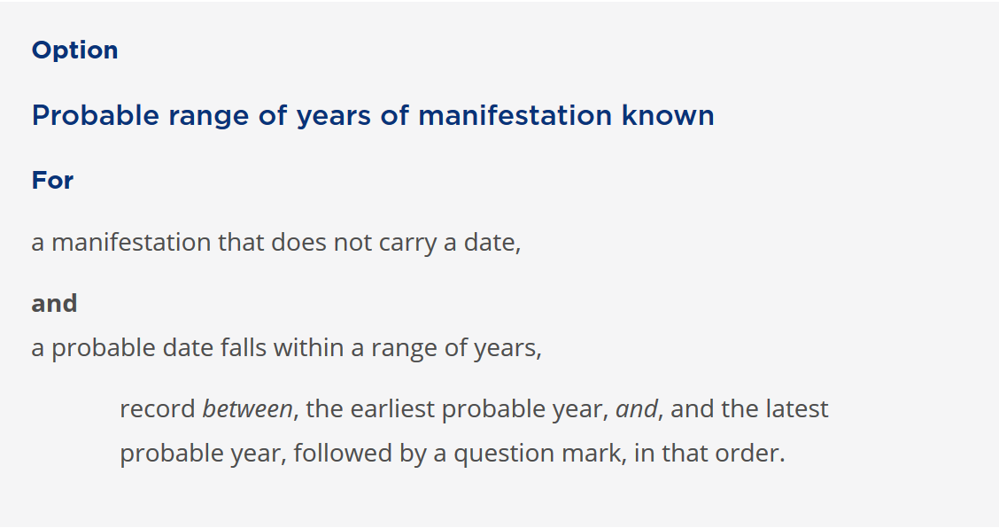 Option
Probable range of years of manifestation known
For
a manifestation that does not carry a date,
and
a probable date falls within a range of years,
record between, the earliest probable year, and, and the latest
probable year, followed by a question mark, in that order.